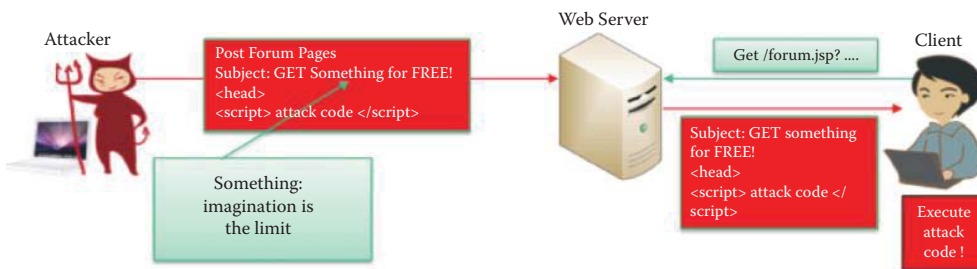 Attacker
Post Forum Pages
Subject: GET Something for FREE!
<head>
<script> attack code </script>
Something:
imagination is
the limit
Web Server
Get /forum.jsp? ....
Client
Subject: GET something
for FREE!
<head>
<script> attack code </
script>
Execute
attack
code !